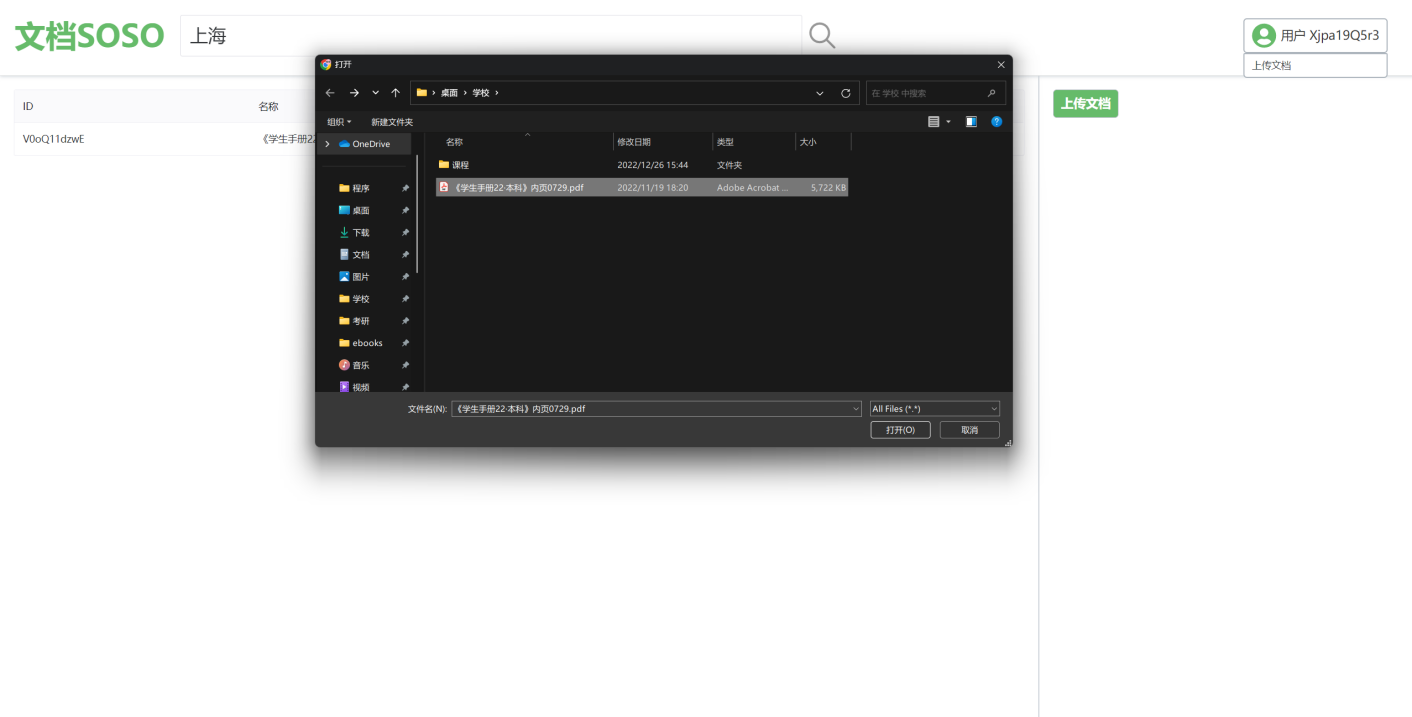 文档SOSO
上海
用户 Xjpa19Q5r3
上传文档
ID
名称
上传文档
V0oQ11dzwE
《学生手册22
打开
桌面 › 学校 ›
在 学校 中搜索
组织
新建文件夹
OneDrive
程序
桌面
下载
文档
图片
学校
考研
ebooks
音乐
视频
名称 修改日期 类型 大小
课程 2022/12/26 15:44 文件夹
《学生手册22·本科》内页0729.pdf 2022/11/19 18:20 Adobe Acrobat ... 5,722 KB
文件名(N): 《学生手册22·本科》内页0729.pdf
All Files (*.*)
打开(O)
取消